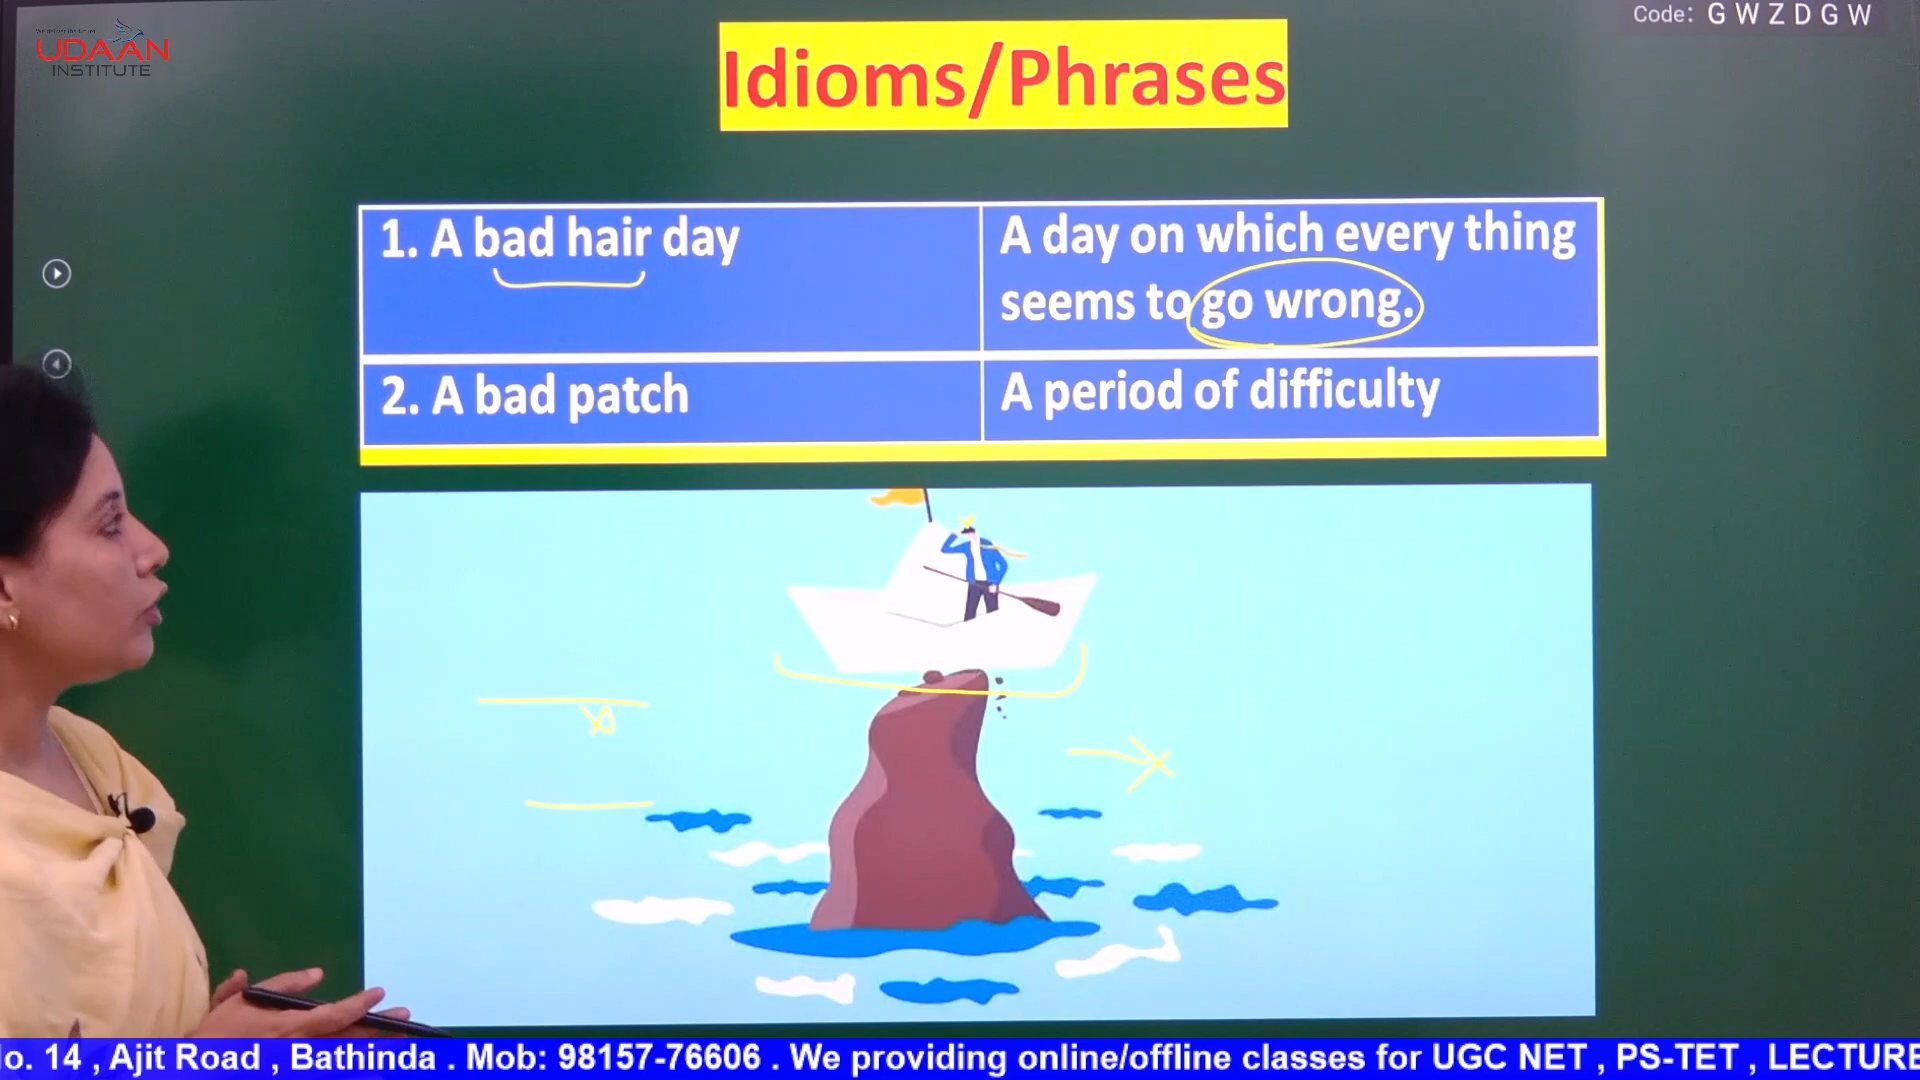 UDAAN
INSTITUTE
Code: GWZDGW
Idioms/Phrases
1. A bad hair day
A day on which every thing
seems to go wrong.
2. A bad patch
A period of difficulty
o. 14 , Ajit Road , Bathinda . Mob: 98157-76606 . We providing online/offline classes for UGC NET , PS-TET , LECTURE